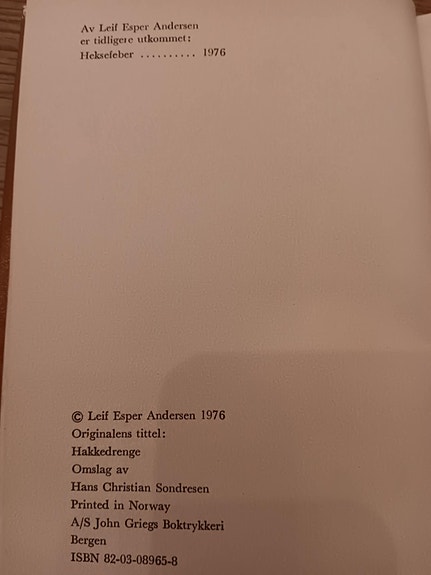 Av Leif Esper Andersen
er tidligere utkommet:
Heksefeber .......... 1976
© Leif Esper Andersen 1976
Originalens tittel:
Hakkedrenge
Omslag av
Hans Christian Sondresen
Printed in Norway
A/S John Griegs Boktrykkeri
Bergen
ISBN 82-03-08965-8